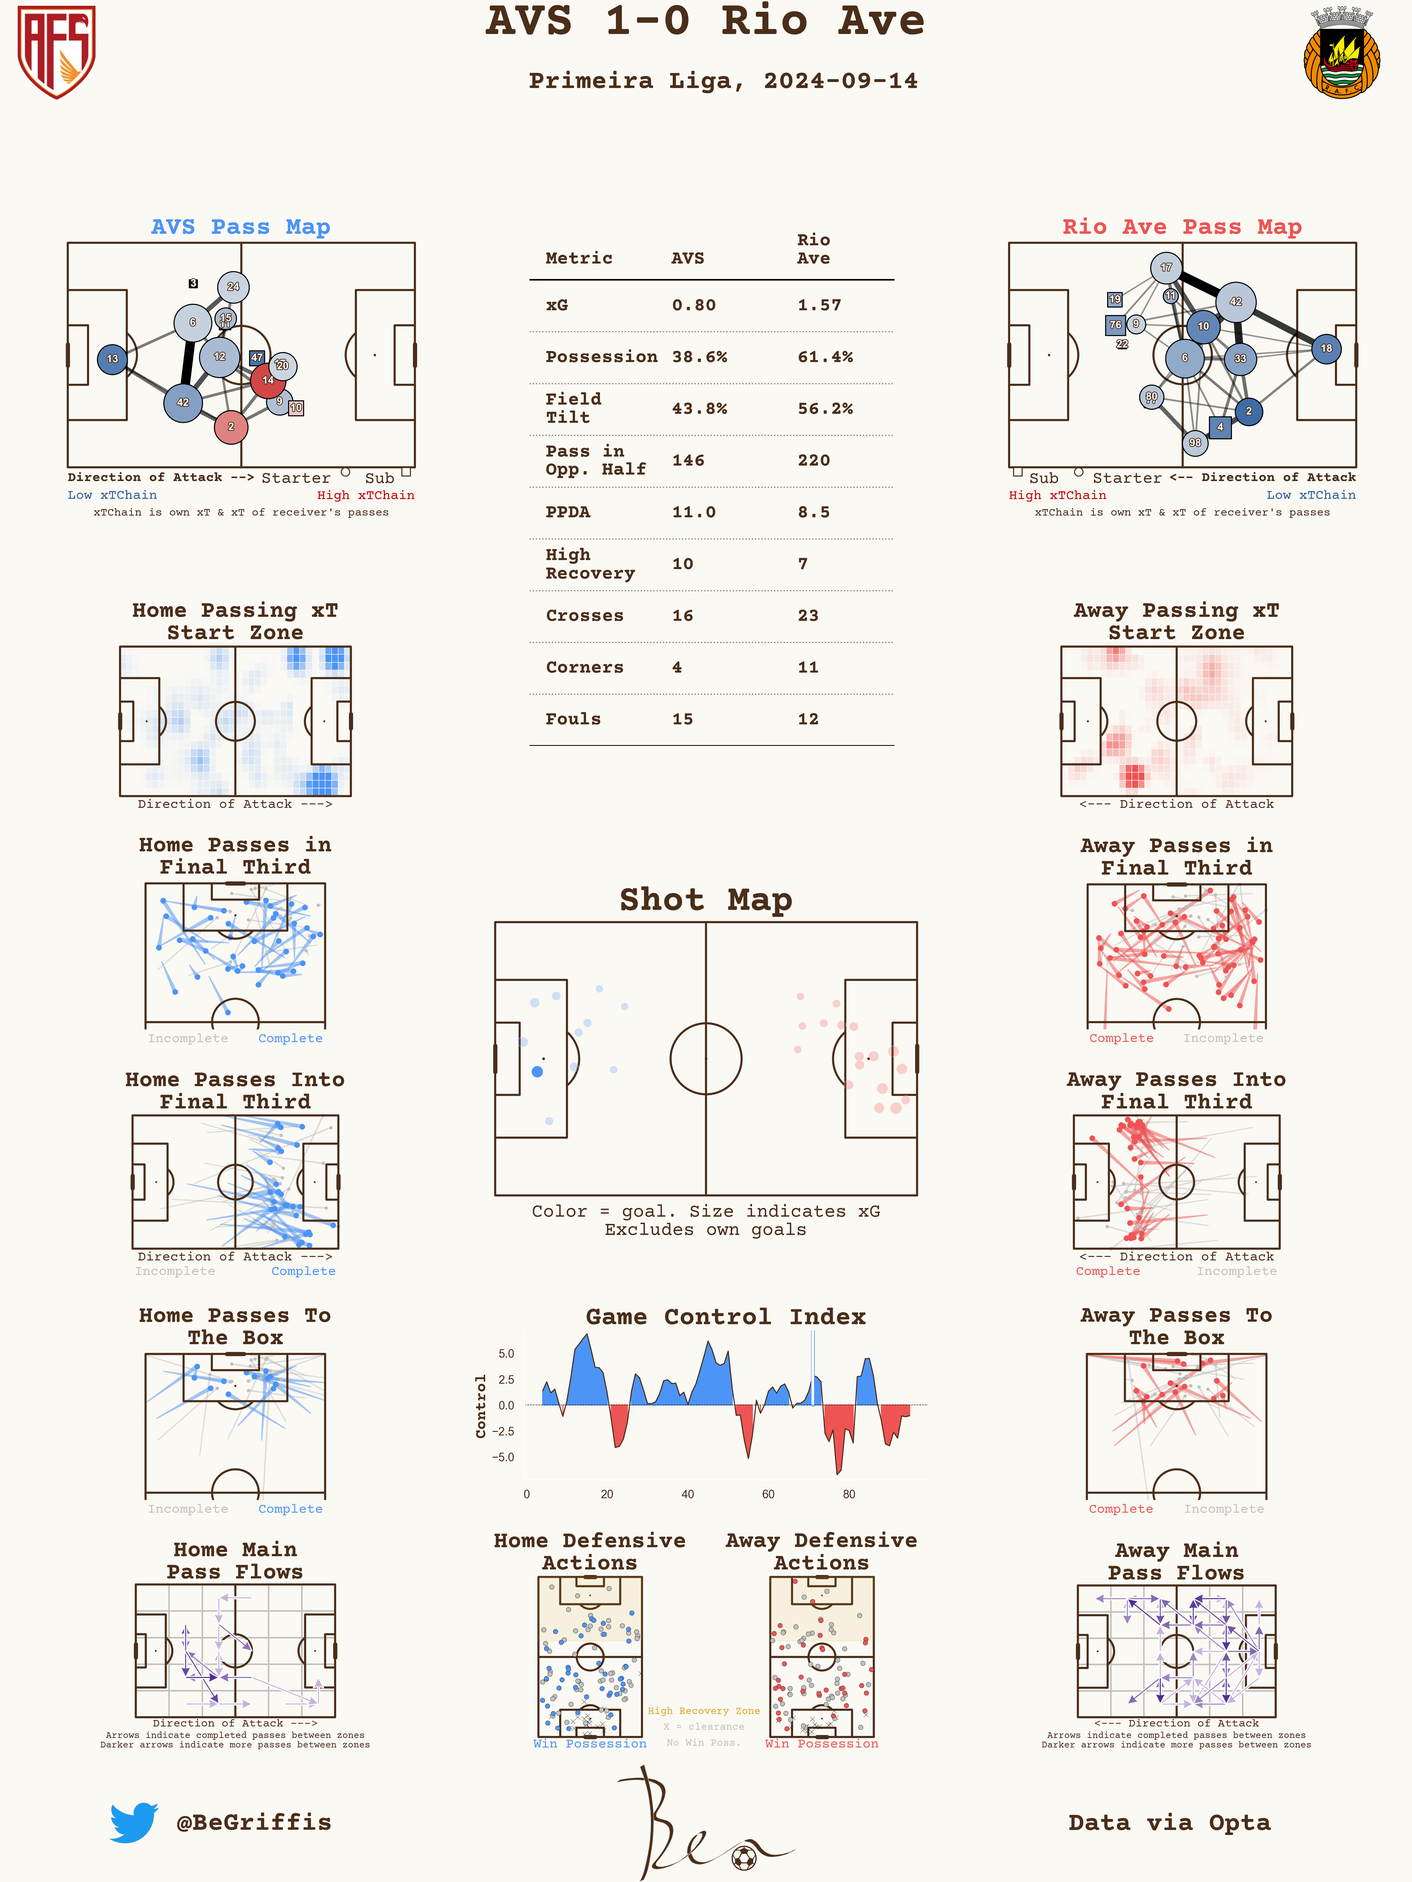 AVS 1-0 Rio Ave
Primeira Liga, 2024-09-14
AFS
R. A. F. C.
AVS Pass Map
3
24
6
15
13
12
47
20
14
42
9
10
2
Direction of Attack --> Starter Sub
Low xTChain High xTChain
xTChain is own xT & xT of receiver's passes
Metric AVS Rio Ave
xG 0.80 1.57
Possession 38.6% 61.4%
Field Tilt 43.8% 56.2%
Pass in Opp. Half 146 220
PPDA 11.0 8.5
High Recovery 10 7
Crosses 16 23
Corners 4 11
Fouls 15 12
Rio Ave Pass Map
17
19
11
42
76
9
10
22
18
6
33
80
2
4
98
Sub Starter <-- Direction of Attack
High xTChain Low xTChain
xTChain is own xT & xT of receiver's passes
Home Passing xT
Start Zone
Direction of Attack --->
Away Passing xT
Start Zone
<--- Direction of Attack
Home Passes in
Final Third
Incomplete Complete
Away Passes in
Final Third
Complete Incomplete
Shot Map
Color = goal. Size indicates xG
Excludes own goals
Home Passes Into
Final Third
Direction of Attack --->
Incomplete Complete
Away Passes Into
Final Third
<--- Direction of Attack
Complete Incomplete
Home Passes To
The Box
Incomplete Complete
Game Control Index
Control
5.0
2.5
0.0
−2.5
−5.0
0 20 40 60 80
Away Passes To
The Box
Complete Incomplete
Home Main
Pass Flows
Direction of Attack --->
Arrows indicate completed passes between zones
Darker arrows indicate more passes between zones
Home Defensive
Actions
Win Possession
Away Defensive
Actions
Win Possession
High Recovery Zone
X = clearance
No Win Poss.
Away Main
Pass Flows
<--- Direction of Attack
Arrows indicate completed passes between zones
Darker arrows indicate more passes between zones
@BeGriffis
Ben
Data via Opta